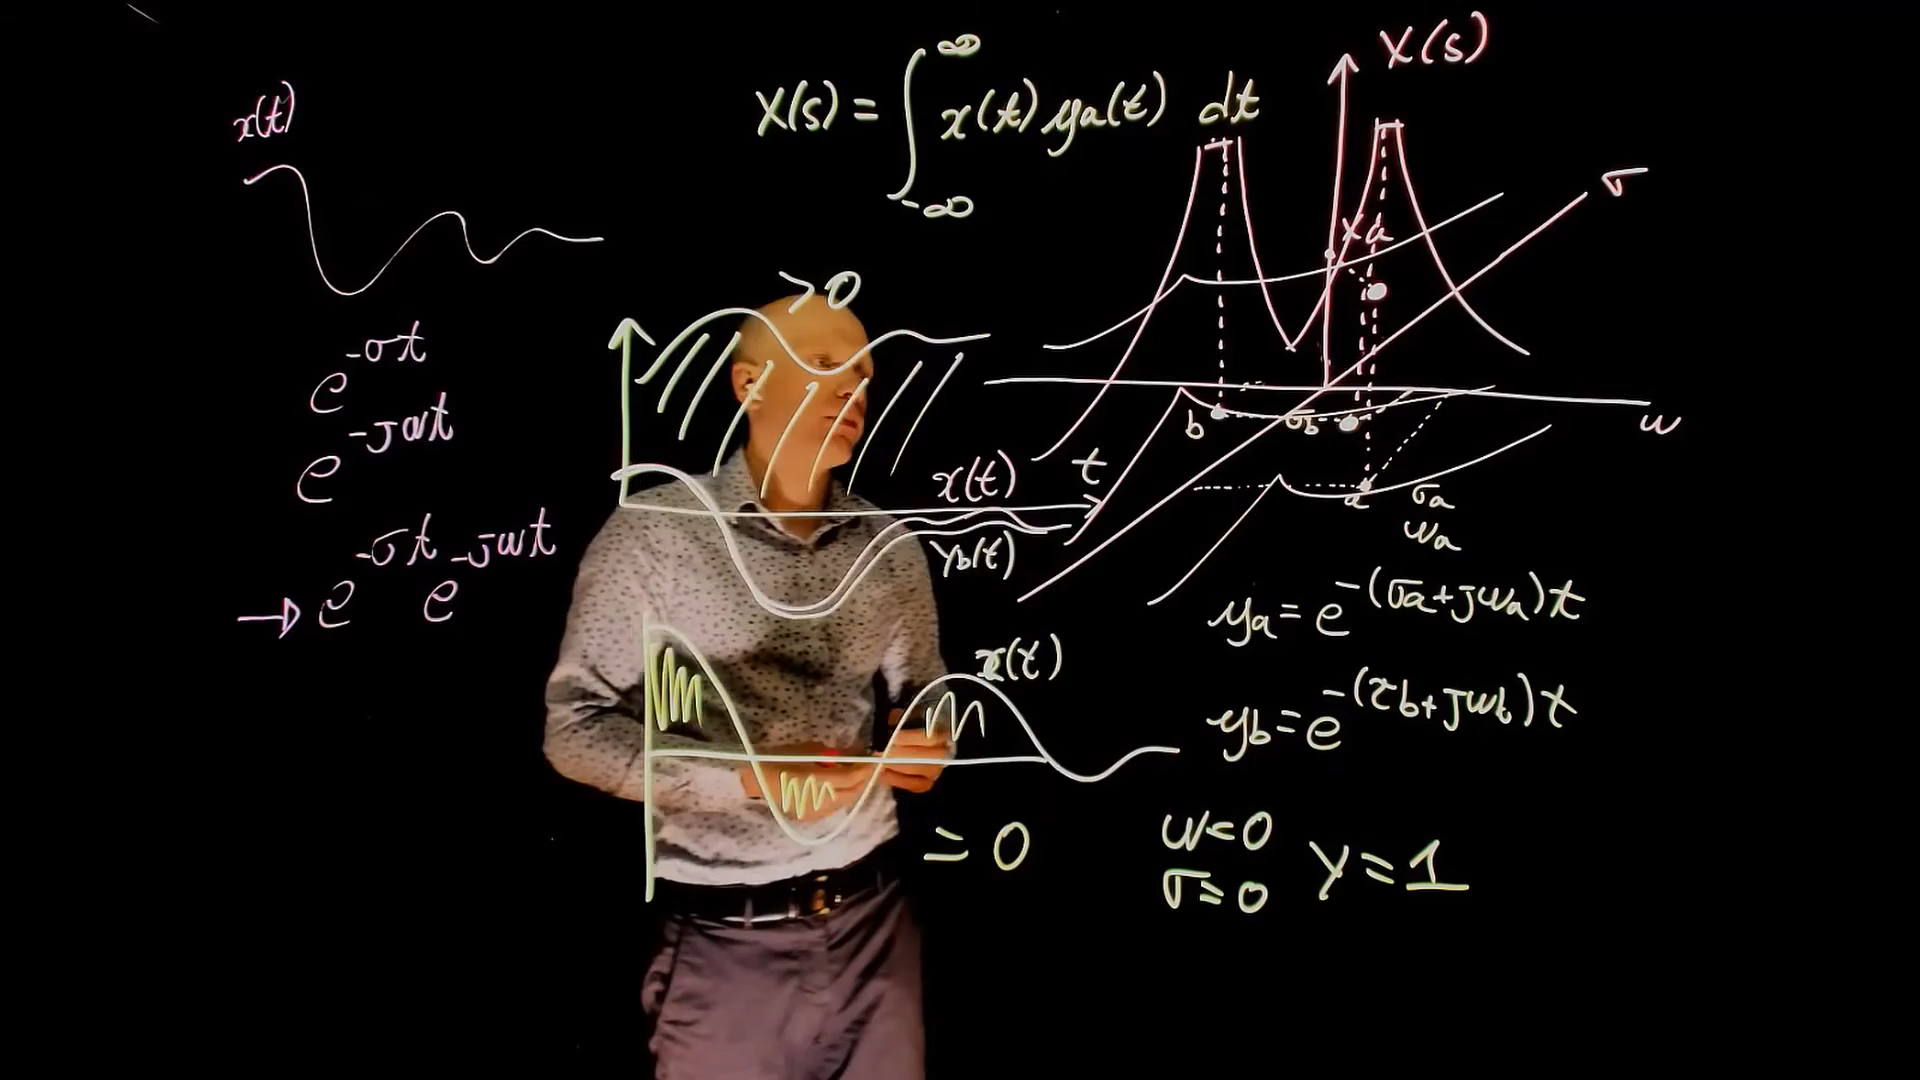 x(t)
e^{-σt}
e^{-jωt}
→ e^{-σt} e^{-jωt}
X(s) = ∫_{-∞}^{∞} x(t) ya(t) dt
>0
x(t)
t
yb(t)
x(t)
= 0
X(s)
σ
Xa
ω
b
σb
a
σa
ωa
ya = e^{-(σa+jωa)t}
yb = e^{-(σb+jωb)t}
ω=0
σ=0
y=1